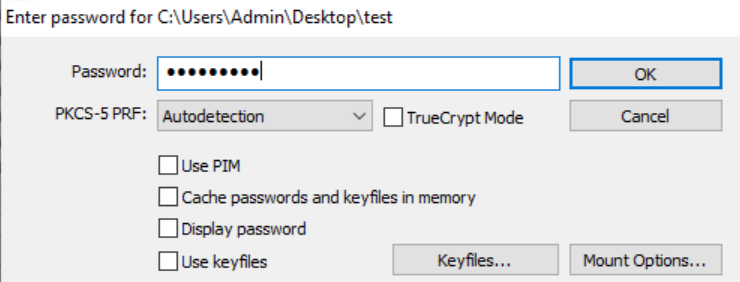 Enter password for C:\Users\Admin\Desktop\test
Password: ●●●●●●●●● OK
PKCS-5 PRF: Autodetection TrueCrypt Mode Cancel
Use PIM
Cache passwords and keyfiles in memory
Display password
Use keyfiles Keyfiles... Mount Options...